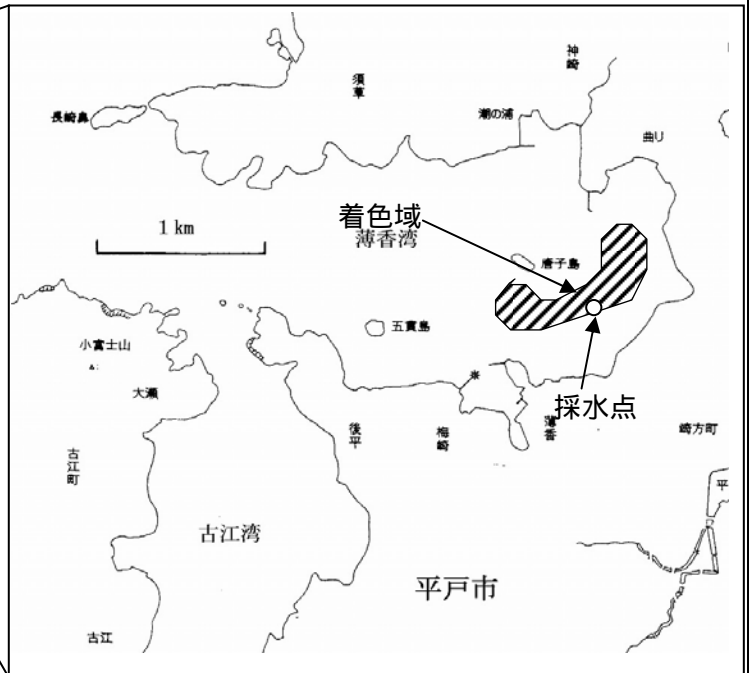 神崎
須草
潮の浦
長崎鼻
曲り
着色域
1 km
薄香湾
唐子島
五貫島
小富士山
大瀬
採水点
薄香
後平
梅崎
崎方町
古江町
平
古江湾
平戸市
古江